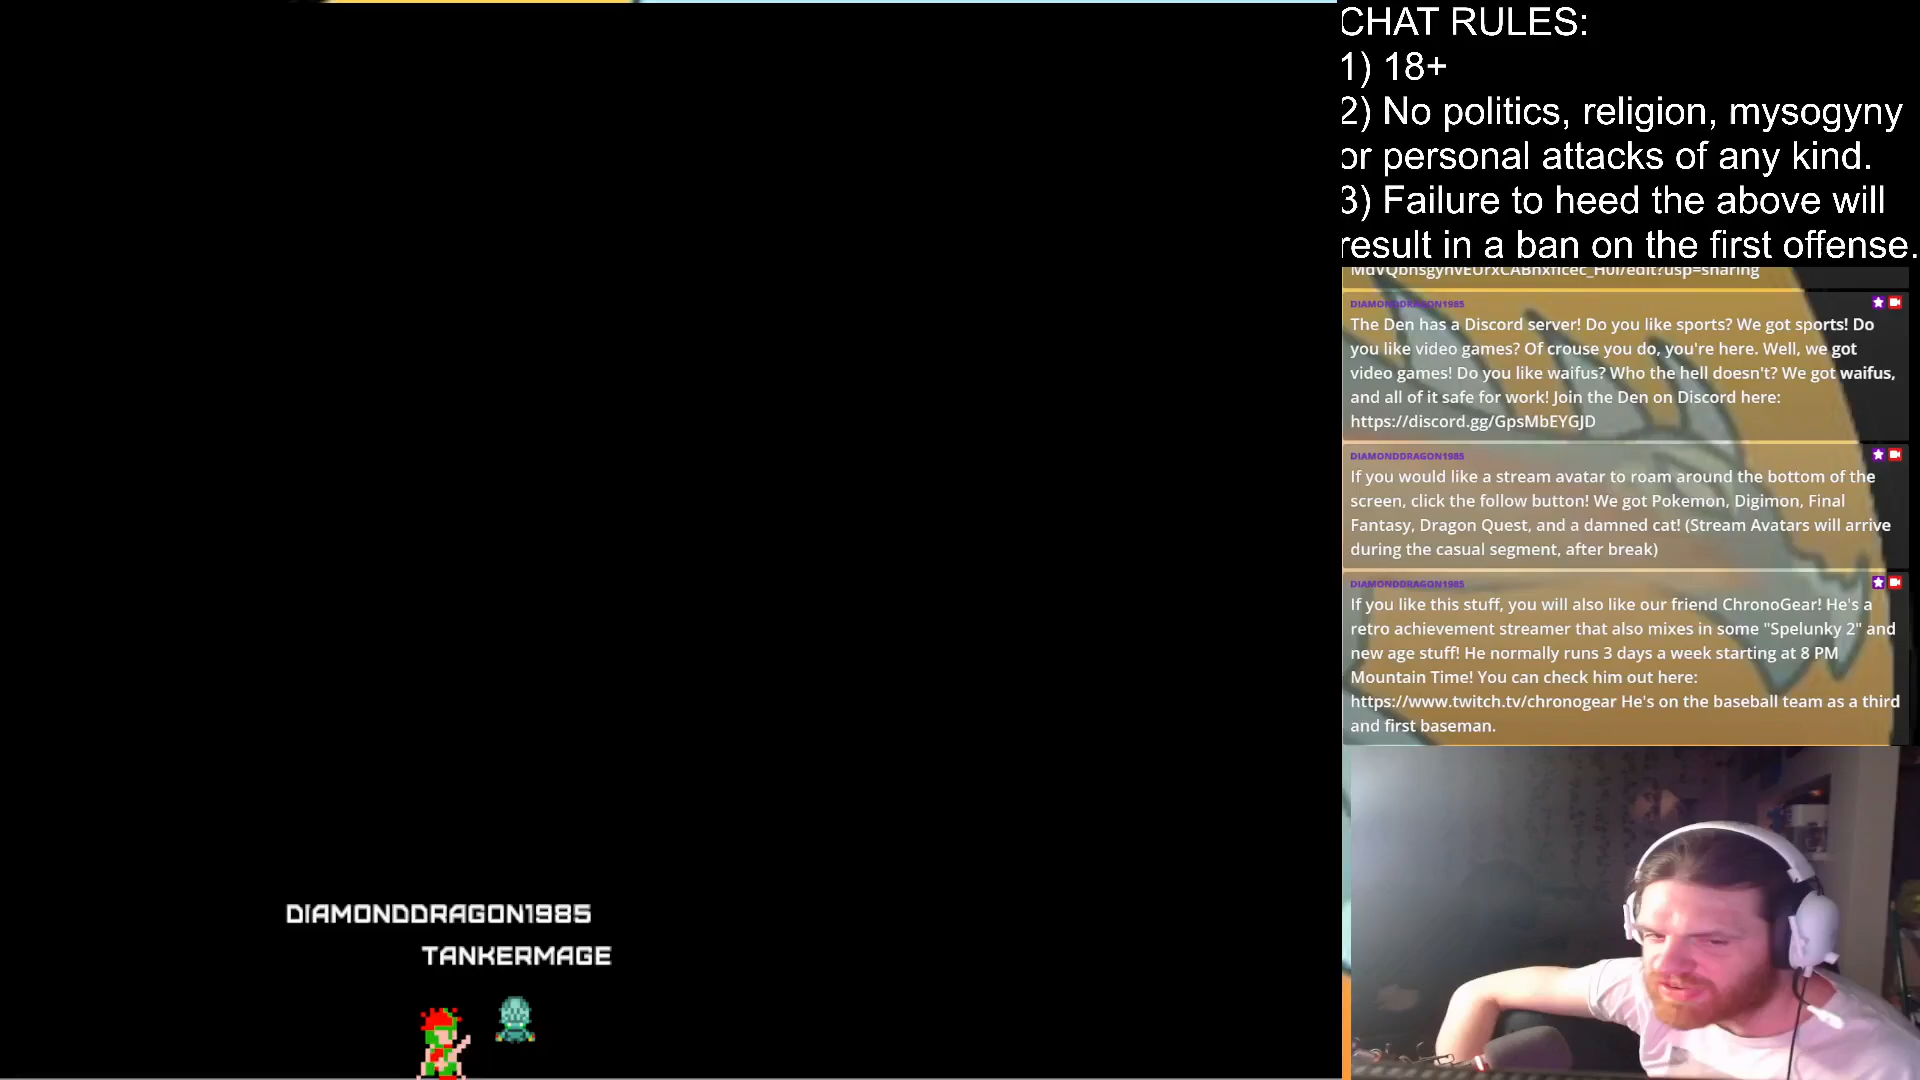 CHAT RULES:
1) 18+
2) No politics, religion, mysogyny
or personal attacks of any kind.
3) Failure to heed the above will
result in a ban on the first offense.
DIAMONDDRAGON1985
The Den has a Discord server! Do you like sports? We got sports! Do
you like video games? Of crouse you do, you're here. Well, we got
video games! Do you like waifus? Who the hell doesn't? We got waifus,
and all of it safe for work! Join the Den on Discord here:
https://discord.gg/GpsMbEYGJD
DIAMONDDRAGON1985
If you would like a stream avatar to roam around the bottom of the
screen, click the follow button! We got Pokemon, Digimon, Final
Fantasy, Dragon Quest, and a damned cat! (Stream Avatars will arrive
during the casual segment, after break)
DIAMONDDRAGON1985
If you like this stuff, you will also like our friend ChronoGear! He's a
retro achievement streamer that also mixes in some "Spelunky 2" and
new age stuff! He normally runs 3 days a week starting at 8 PM
Mountain Time! You can check him out here:
https://www.twitch.tv/chronogear He's on the baseball team as a third
and first baseman.
DIAMONDDRAGON1985
TANKERMAGE